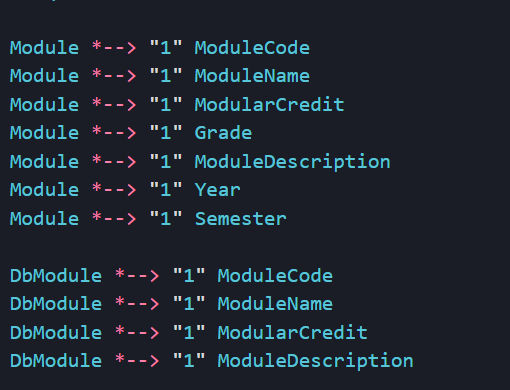 Module *--> "1" ModuleCode
Module *--> "1" ModuleName
Module *--> "1" ModularCredit
Module *--> "1" Grade
Module *--> "1" ModuleDescription
Module *--> "1" Year
Module *--> "1" Semester
DbModule *--> "1" ModuleCode
DbModule *--> "1" ModuleName
DbModule *--> "1" ModularCredit
DbModule *--> "1" ModuleDescription